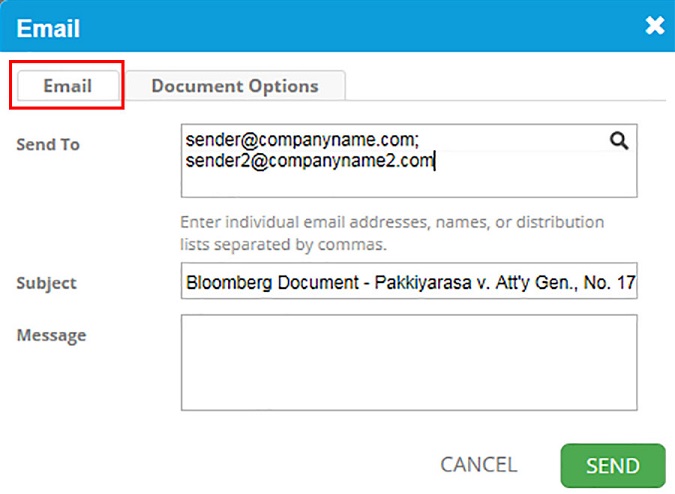 Email
Email
Document Options
Send To
sender@companyname.com;
sender2@companyname2.com
Enter individual email addresses, names, or distribution
lists separated by commas.
Subject
Bloomberg Document - Pakkiyarasa v. Att'y Gen., No. 17
Message
CANCEL
SEND